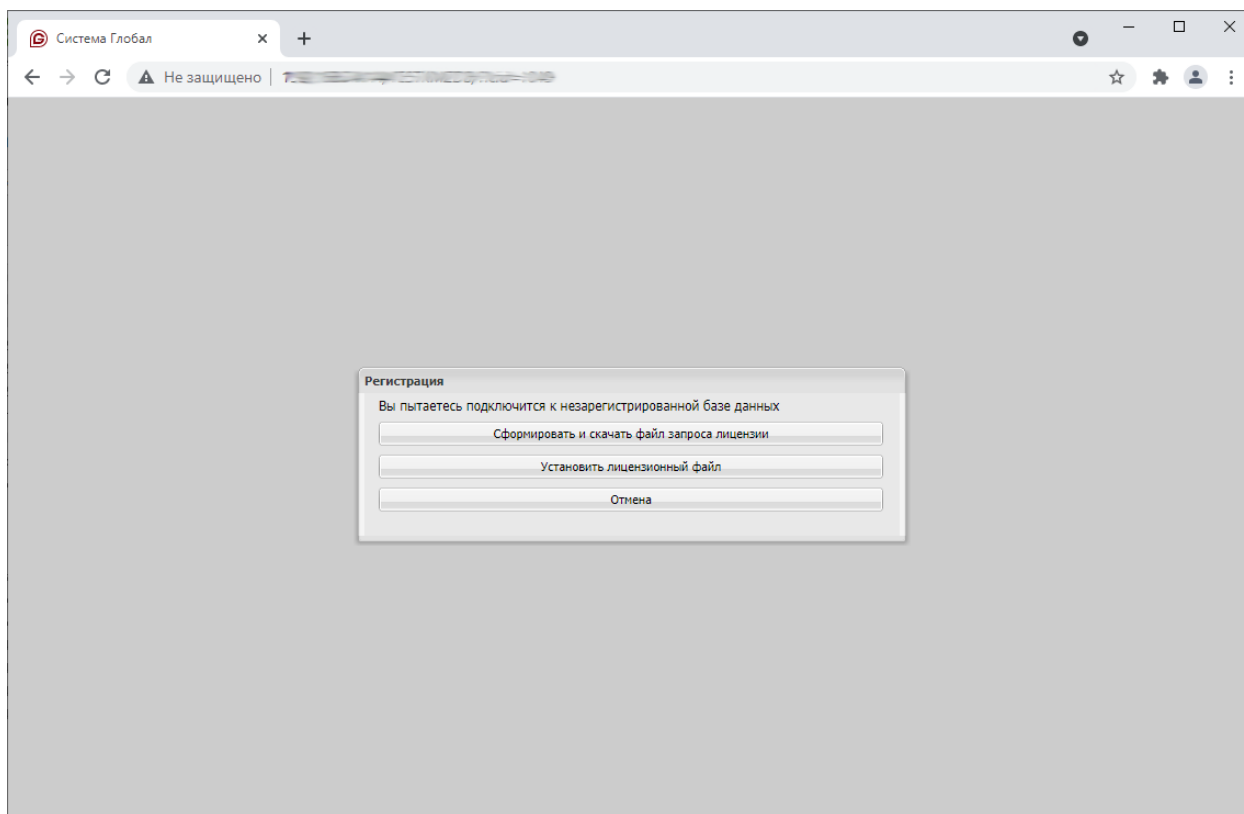 Система Глобал
Не защищено
Регистрация
Вы пытаетесь подключится к незарегистрированной базе данных
Сформировать и скачать файл запроса лицензии
Установить лицензионный файл
Отмена